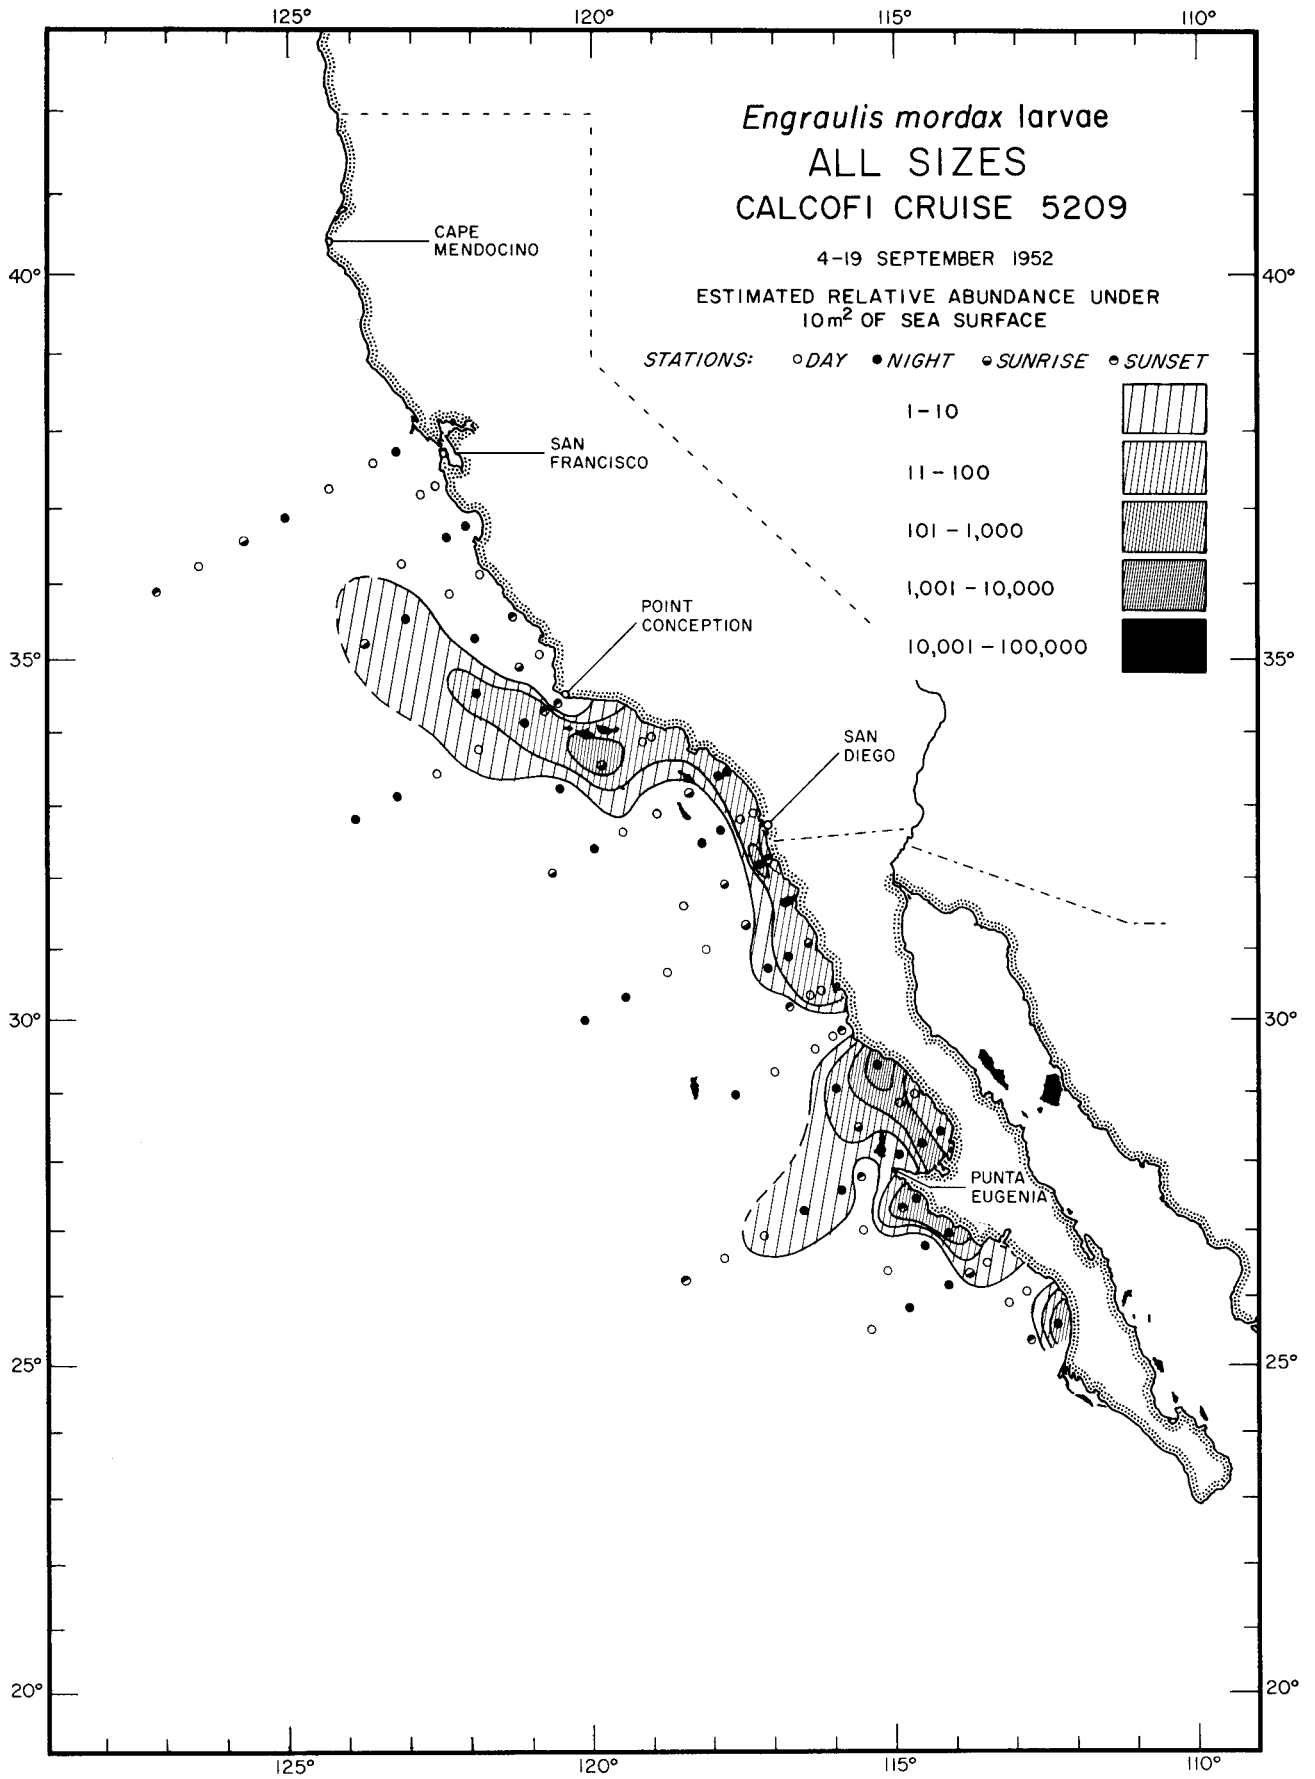 125° 120° 115° 110°
Engraulis mordax larvae
ALL SIZES
CALCOFI CRUISE 5209
4-19 SEPTEMBER 1952
ESTIMATED RELATIVE ABUNDANCE UNDER
10m² OF SEA SURFACE
STATIONS: DAY NIGHT SUNRISE SUNSET
1-10
11-100
101-1,000
1,001-10,000
10,001-100,000
CAPE
MENDOCINO
40° 40°
SAN
FRANCISCO
POINT
CONCEPTION
35° 35°
SAN
DIEGO
30° 30°
PUNTA
EUGENIA
25° 25°
20° 20°
125° 120° 115° 110°